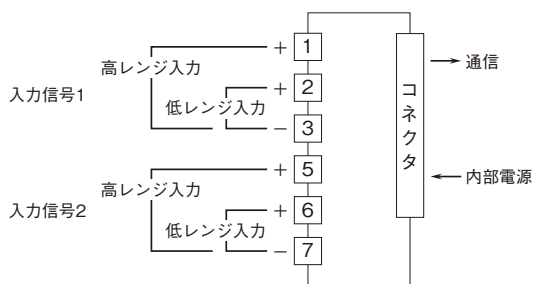 + 1
高レンジ入力
+ 2
入力信号1
低レンジ入力
− 3
+ 5
高レンジ入力
+ 6
入力信号2
低レンジ入力
− 7
コネクタ
通信
内部電源